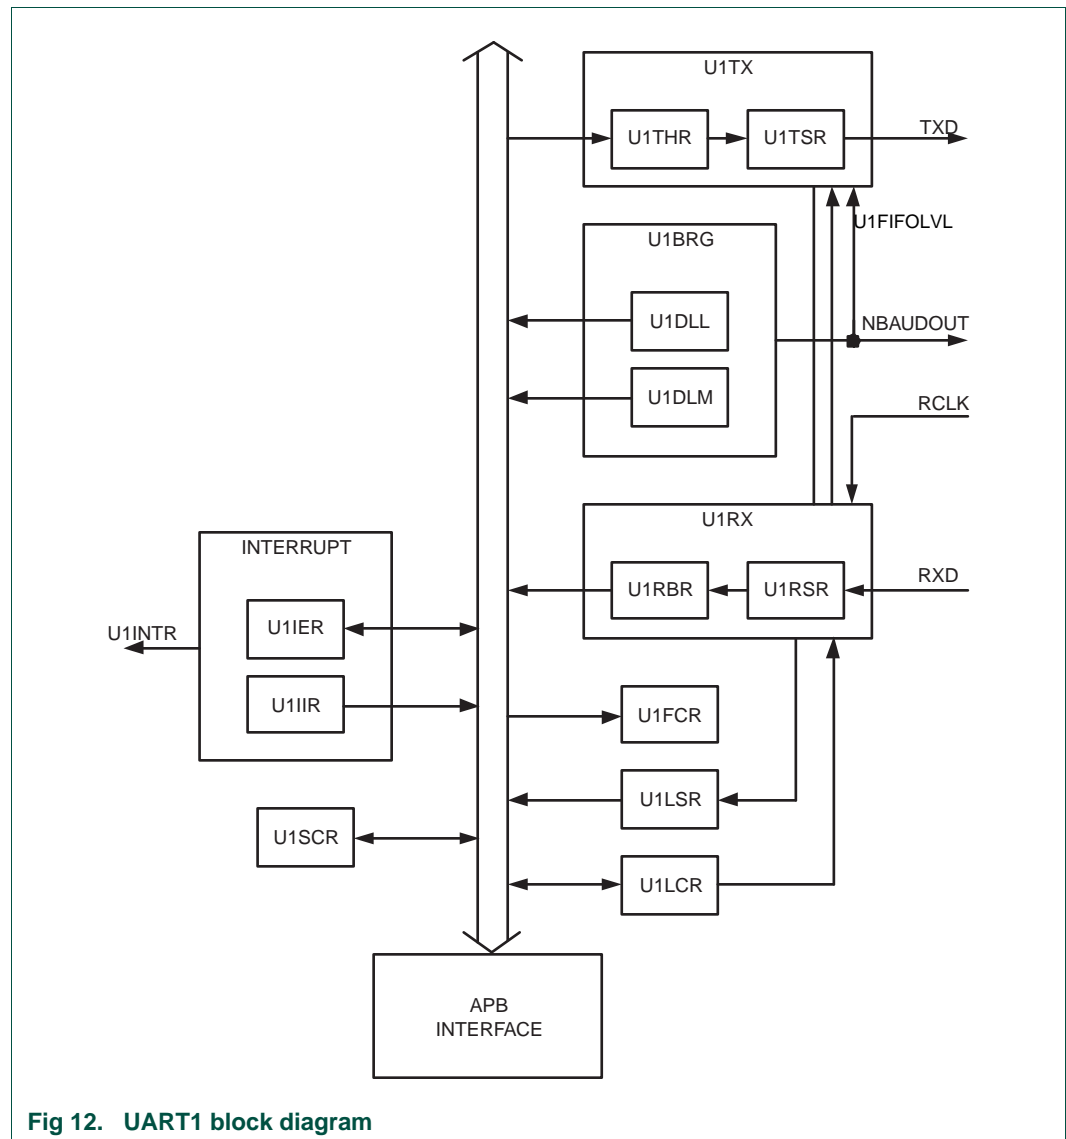 U1TX
U1THR
U1TSR
TXD
U1FIFOLVL
U1BRG
U1DLL
NBAUDOUT
U1DLM
RCLK
U1RX
INTERRUPT
U1RBR
U1RSR
RXD
U1IER
U1INTR
U1IIR
U1FCR
U1LSR
U1SCR
U1LCR
APB
INTERFACE
Fig 12. UART1 block diagram